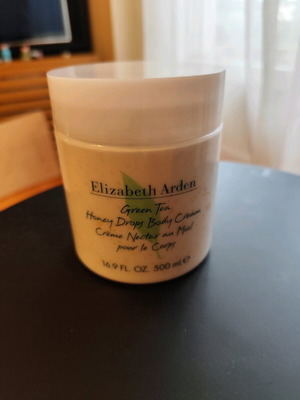 Elizabeth Arden
Green Tea
Honey Drops Body Cream
Crème Nectar au Miel
pour le Corps
16.9 FL. OZ. 500 ml e